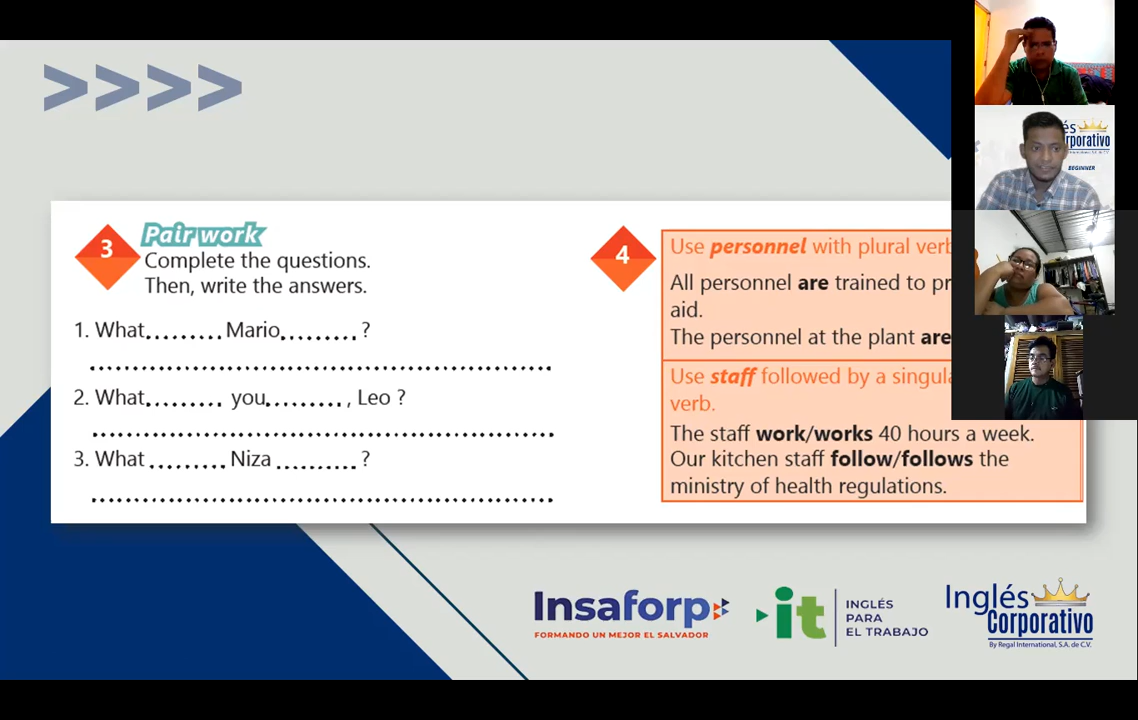 >>>>
3
Pair work
Complete the questions.
Then, write the answers.
1. What......... Mario......... ?
2. What......... you........., Leo ?
3. What ......... Niza ......... ?
4
Use personnel with plural verb
All personnel are trained to pr
aid.
The personnel at the plant are
Use staff followed by a singula
verb.
The staff work/works 40 hours a week.
Our kitchen staff follow/follows the
ministry of health regulations.
Insaforp
FORMANDO UN MEJOR EL SALVADOR
it
INGLÉS
PARA
EL TRABAJO
Inglés
Corporativo
By Regal International, S.A. de C.V.
és
rporativo
BEGINNER